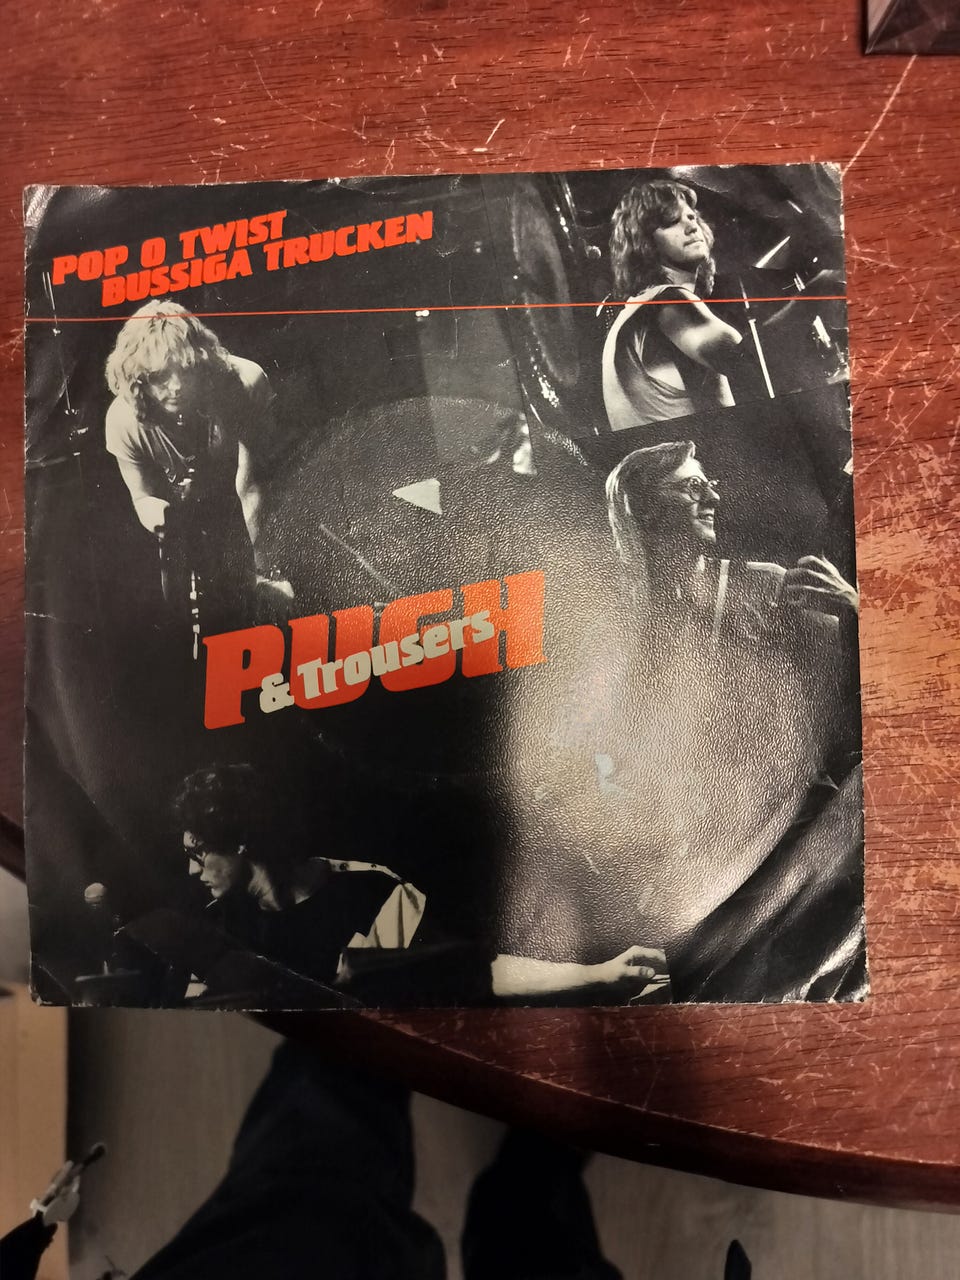 POP O TWIST
BUSSIGA TRUCKEN
PUGH
& Trousers